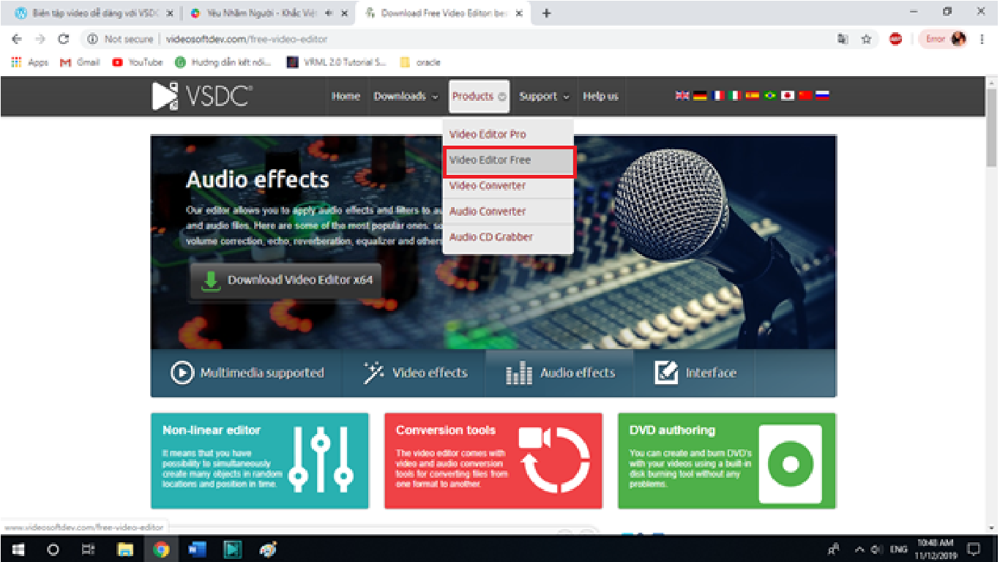 Biên tập video dễ dàng với VSDC
Yêu Nhầm Người - Khắc Việt
Download Free Video Editor: bes
Not secure | videosoftdev.com/free-video-editor
Error
Apps
Gmail
YouTube
Hướng dẫn kết nối...
VRML 2.0 Tutorial S...
oracle
VSDC
Home
Downloads
Products
Support
Help us
Video Editor Pro
Video Editor Free
Video Converter
Audio Converter
Audio CD Grabber
Audio effects
Our editor allows you to apply audio effects and filters to au
and audio files. Here are some of the most popular ones: so
volume correction, echo, reverberation, equalizer and others
Download Video Editor x64
Multimedia supported
Video effects
Audio effects
Interface
Non-linear editor
It means that you have
possibility to simultaneously
create many objects in random
locations and position in time.
Conversion tools
The video editor comes with
video and audio conversion
tools for converting files from
one format to another.
DVD authoring
You can create and burn DVD's
with your videos using a built-in
disk burning tool without any
problems.
www.videosoftdev.com/free-video-editor
ENG
10:48 AM
11/12/2019